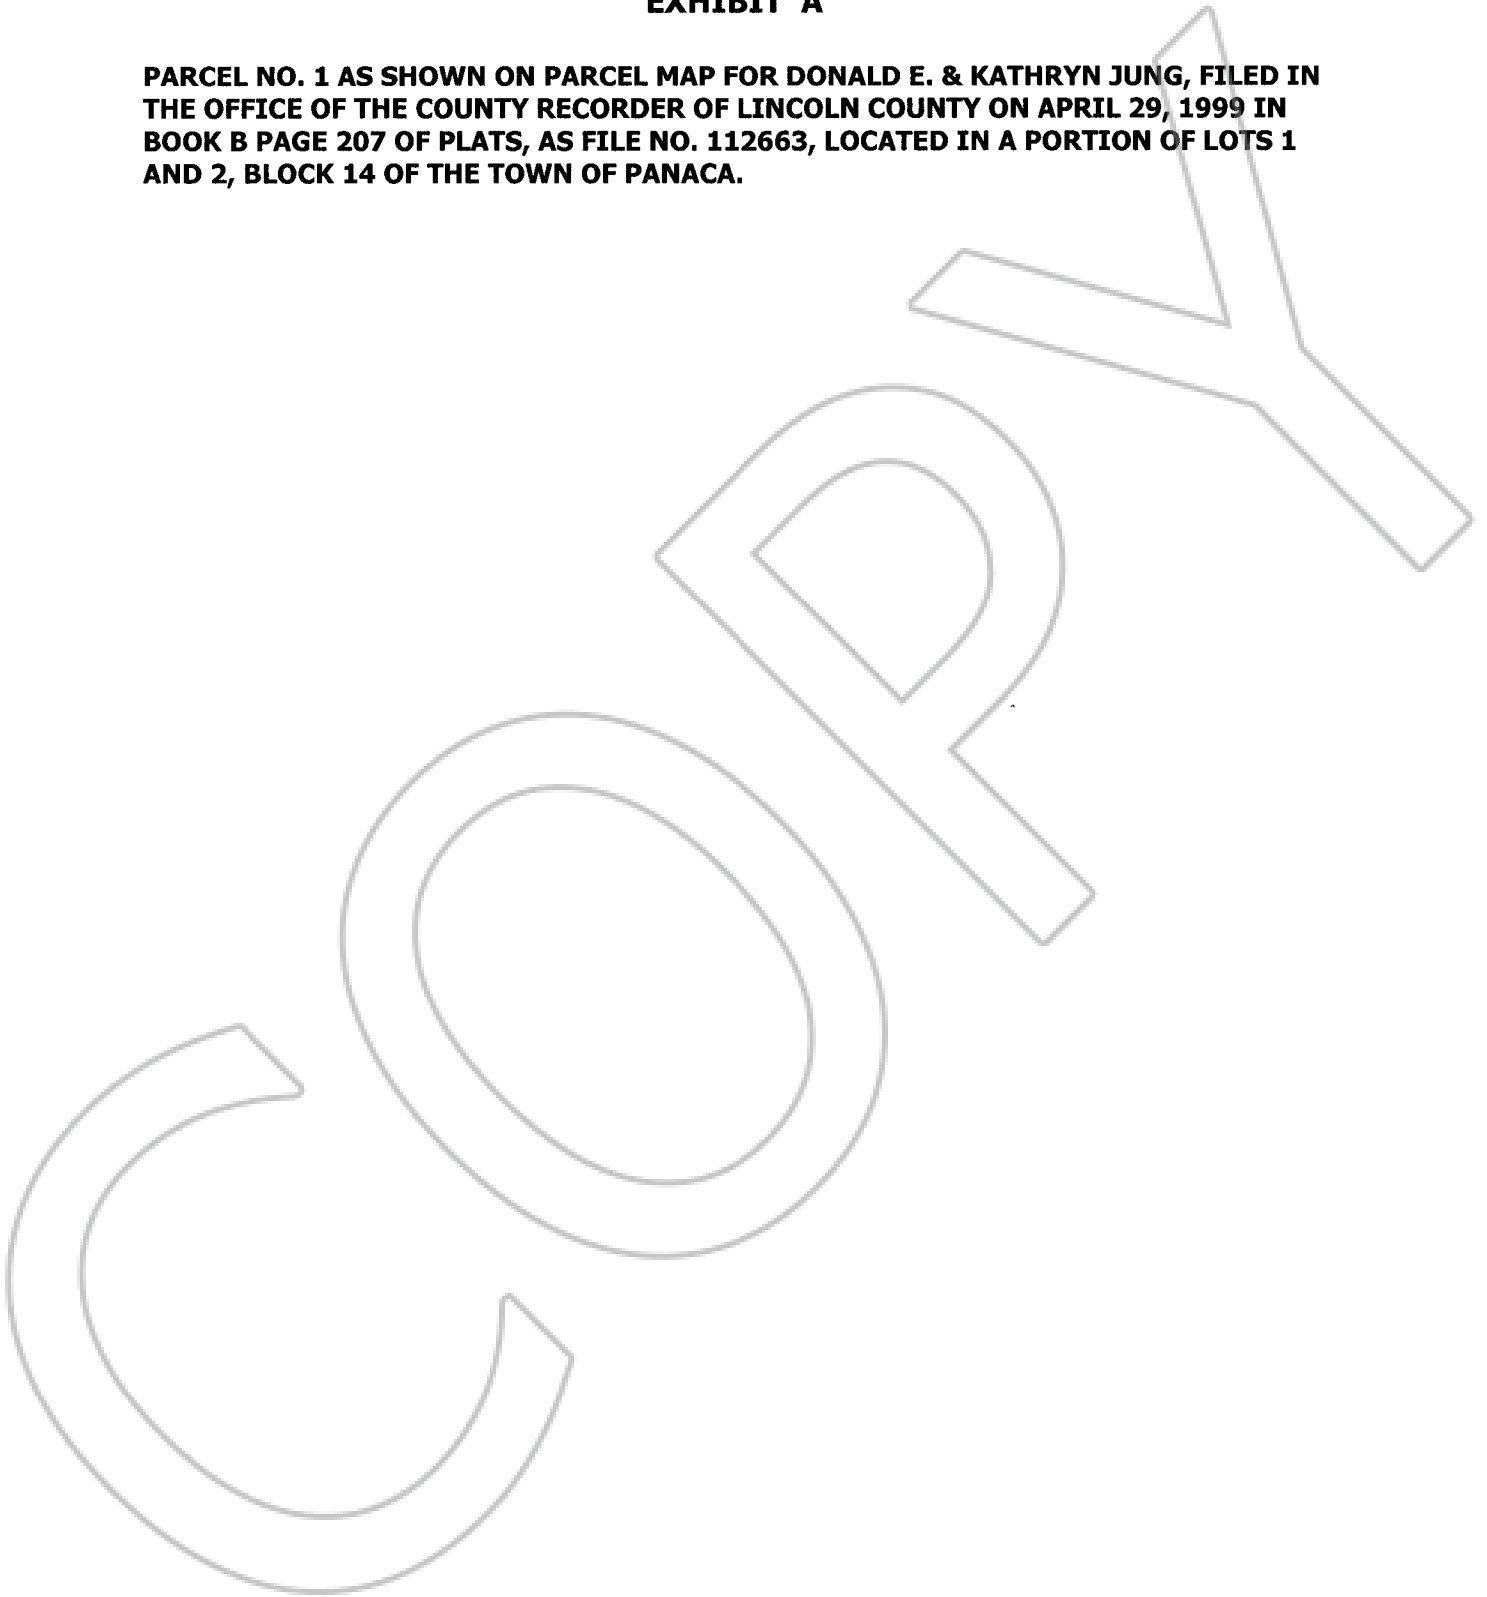 EXHIBIT A
PARCEL NO. 1 AS SHOWN ON PARCEL MAP FOR DONALD E. & KATHRYN JUNG, FILED IN
THE OFFICE OF THE COUNTY RECORDER OF LINCOLN COUNTY ON APRIL 29, 1999 IN
BOOK B PAGE 207 OF PLATS, AS FILE NO. 112663, LOCATED IN A PORTION OF LOTS 1
AND 2, BLOCK 14 OF THE TOWN OF PANACA.
COPY